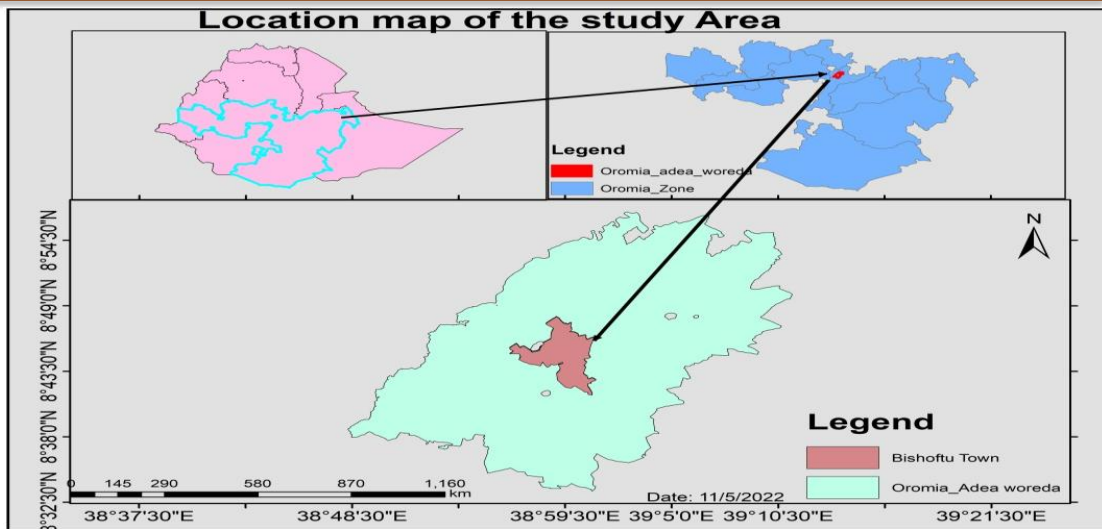 Location map of the study Area
Legend
Oromia_adea_woreda
Oromia_Zone
N
8°54'30"N
8°49'0"N
8°43'30"N
8°38'0"N
8°32'30"N
Legend
Bishoftu Town
Oromia_Adea woreda
0 145 290 580 870 1,160
km
Date: 11/5/2022
38°37'30"E 38°48'30"E 38°59'30"E 39°5'0"E 39°10'30"E 39°21'30"E